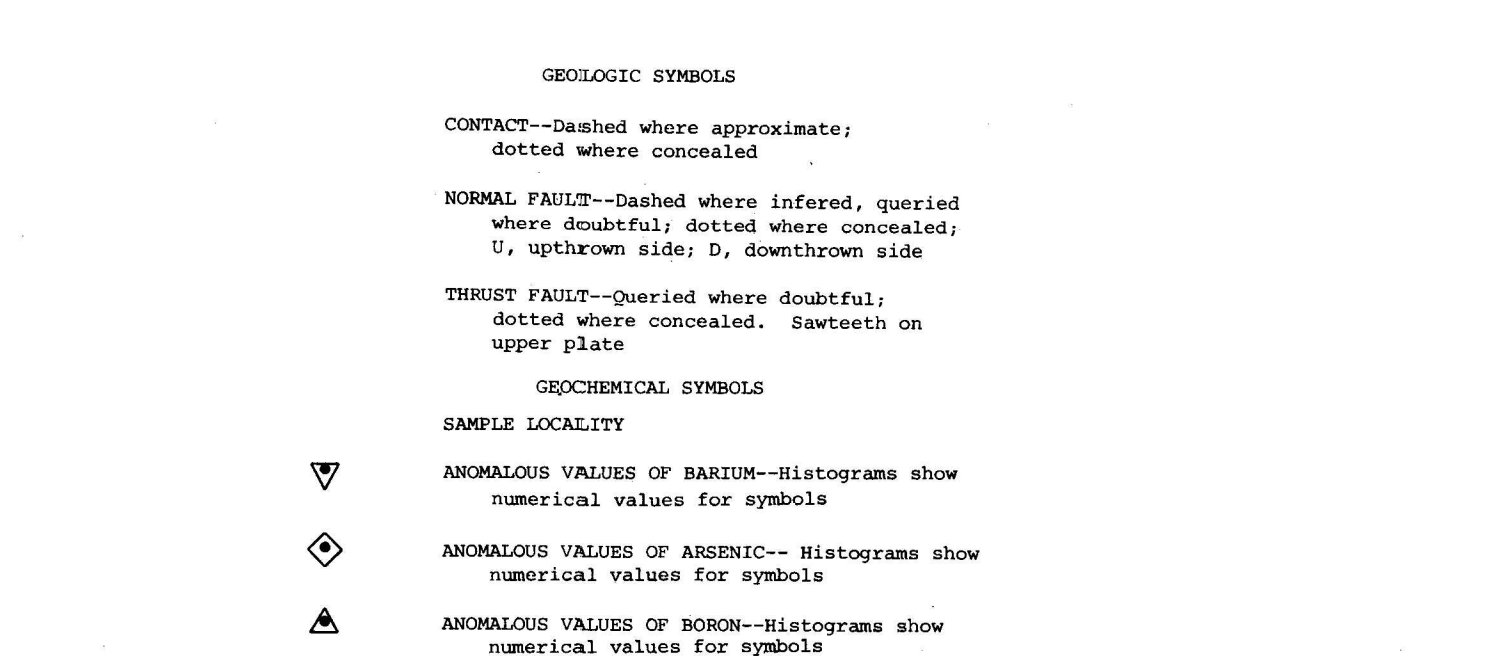 GEOLOGIC SYMBOLS
CONTACT--Dashed where approximate;
dotted where concealed
NORMAL FAULT--Dashed where infered, queried
where doubtful; dotted where concealed;
U, upthrown side; D, downthrown side
THRUST FAULT--Queried where doubtful;
dotted where concealed. Sawteeth on
upper plate
GEOCHEMICAL SYMBOLS
SAMPLE LOCALITY
ANOMALOUS VALUES OF BARIUM--Histograms show
numerical values for symbols
ANOMALOUS VALUES OF ARSENIC-- Histograms show
numerical values for symbols
ANOMALOUS VALUES OF BORON--Histograms show
numerical values for symbols